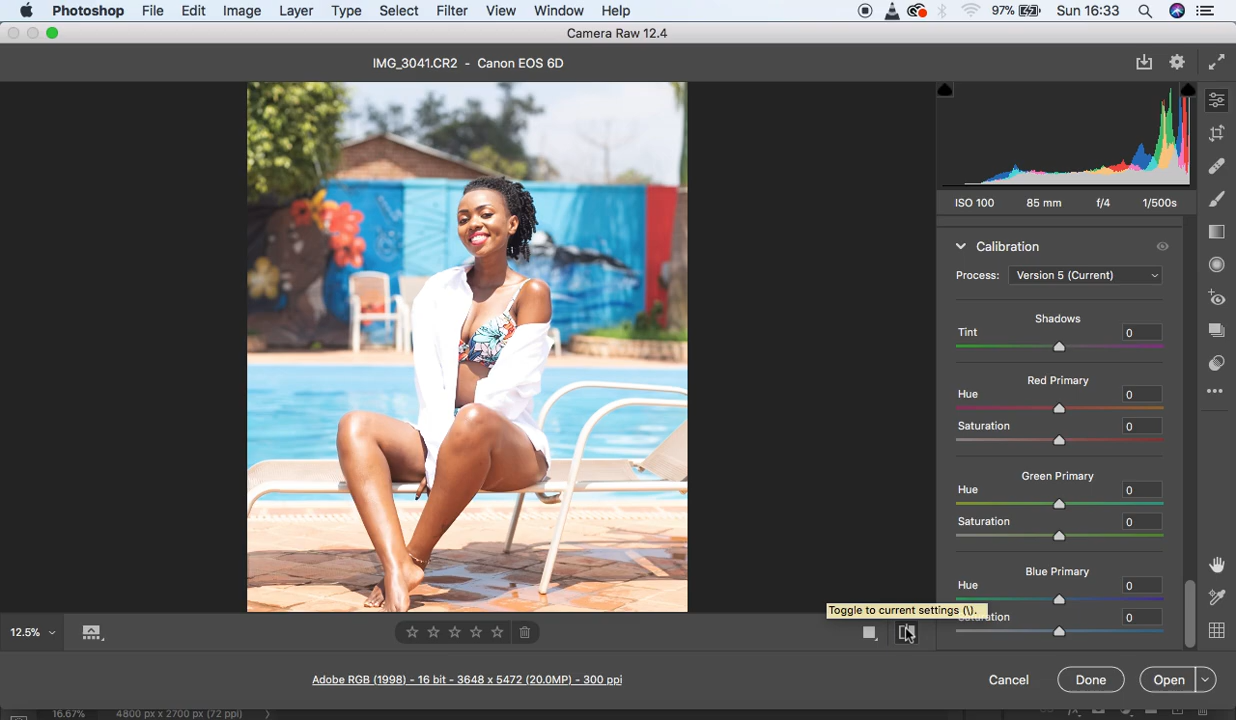 Photoshop File Edit Image Layer Type Select Filter View Window Help 97% Sun 16:33
Camera Raw 12.4
IMG_3041.CR2 - Canon EOS 6D
ISO 100 85 mm f/4 1/500s
Calibration
Process: Version 5 (Current)
Shadows
Tint 0
Red Primary
Hue 0
Saturation 0
Green Primary
Hue 0
Saturation 0
Blue Primary
Hue 0
Toggle to current settings (\).
Saturation 0
12.5%
Adobe RGB (1998) - 16 bit - 3648 x 5472 (20.0MP) - 300 ppi
Cancel Done Open
16.67% 4800 px x 2700 px (72 ppi)